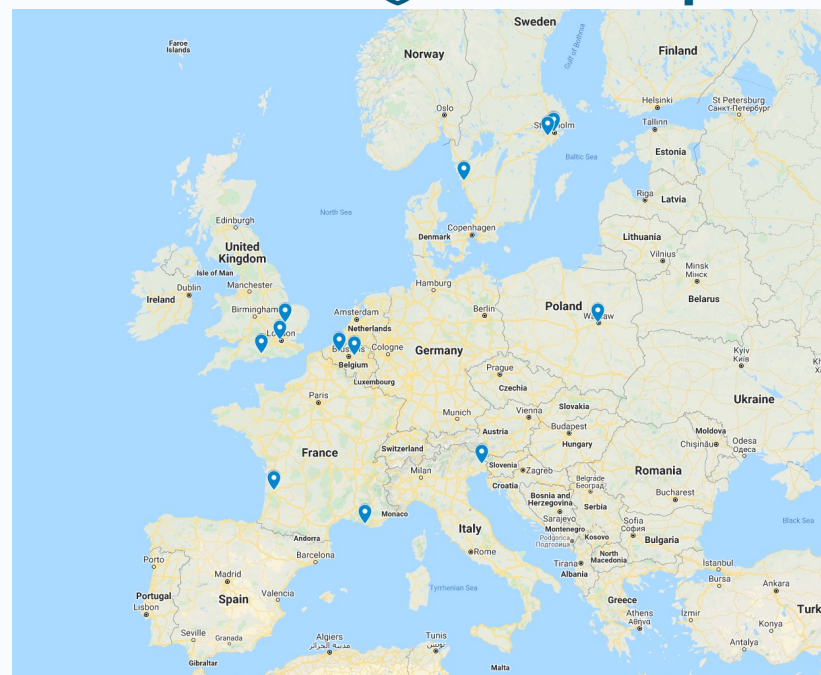 Sweden
Faroe
Islands
Norway
Finland
Gulf of Bothnia
Oslo
Helsinki
St Petersburg
Санкт-Петербург
Tallinn
Estonia
Baltic Sea
Riga
Latvia
North Sea
Edinburgh
United
Kingdom
Copenhagen
Denmark
Lithuania
Vilnius
Isle of Man
Dublin
Ireland
Manchester
Hamburg
Minsk
Мінск
Belarus
Birmingham
Amsterdam
Netherlands
Berlin
Poland
Cologne
Belgium
Germany
Luxembourg
Prague
Czechia
Kyiv
Київ
Ukraine
Paris
Munich
Vienna
Slovakia
Austria
Budapest
Hungary
Moldova
Chișinău
Odesa
Одеса
France
Switzerland
Milan
Slovenia
Zagreb
Croatia
Romania
Belgrade
Београд
Bosnia and
Herzegovina
Serbia
Bucharest
Sarajevo
Monaco
Montenegro
Podgorica
Подгорица
Kosovo
Sofia
София
Bulgaria
Black Sea
Andorra
Italy
Rome
North
Macedonia
Tirana
Albania
Barcelona
Porto
Madrid
Istanbul
Bursa
Ankara
Portugal
Lisbon
Spain
Valencia
Tyrrhenian Sea
Greece
Athens
Αθήνα
İzmir
Konya
Seville
Granada
Antalya
Gibraltar
Algiers
مدينة الجزائر
Tunis
تونس
Malta